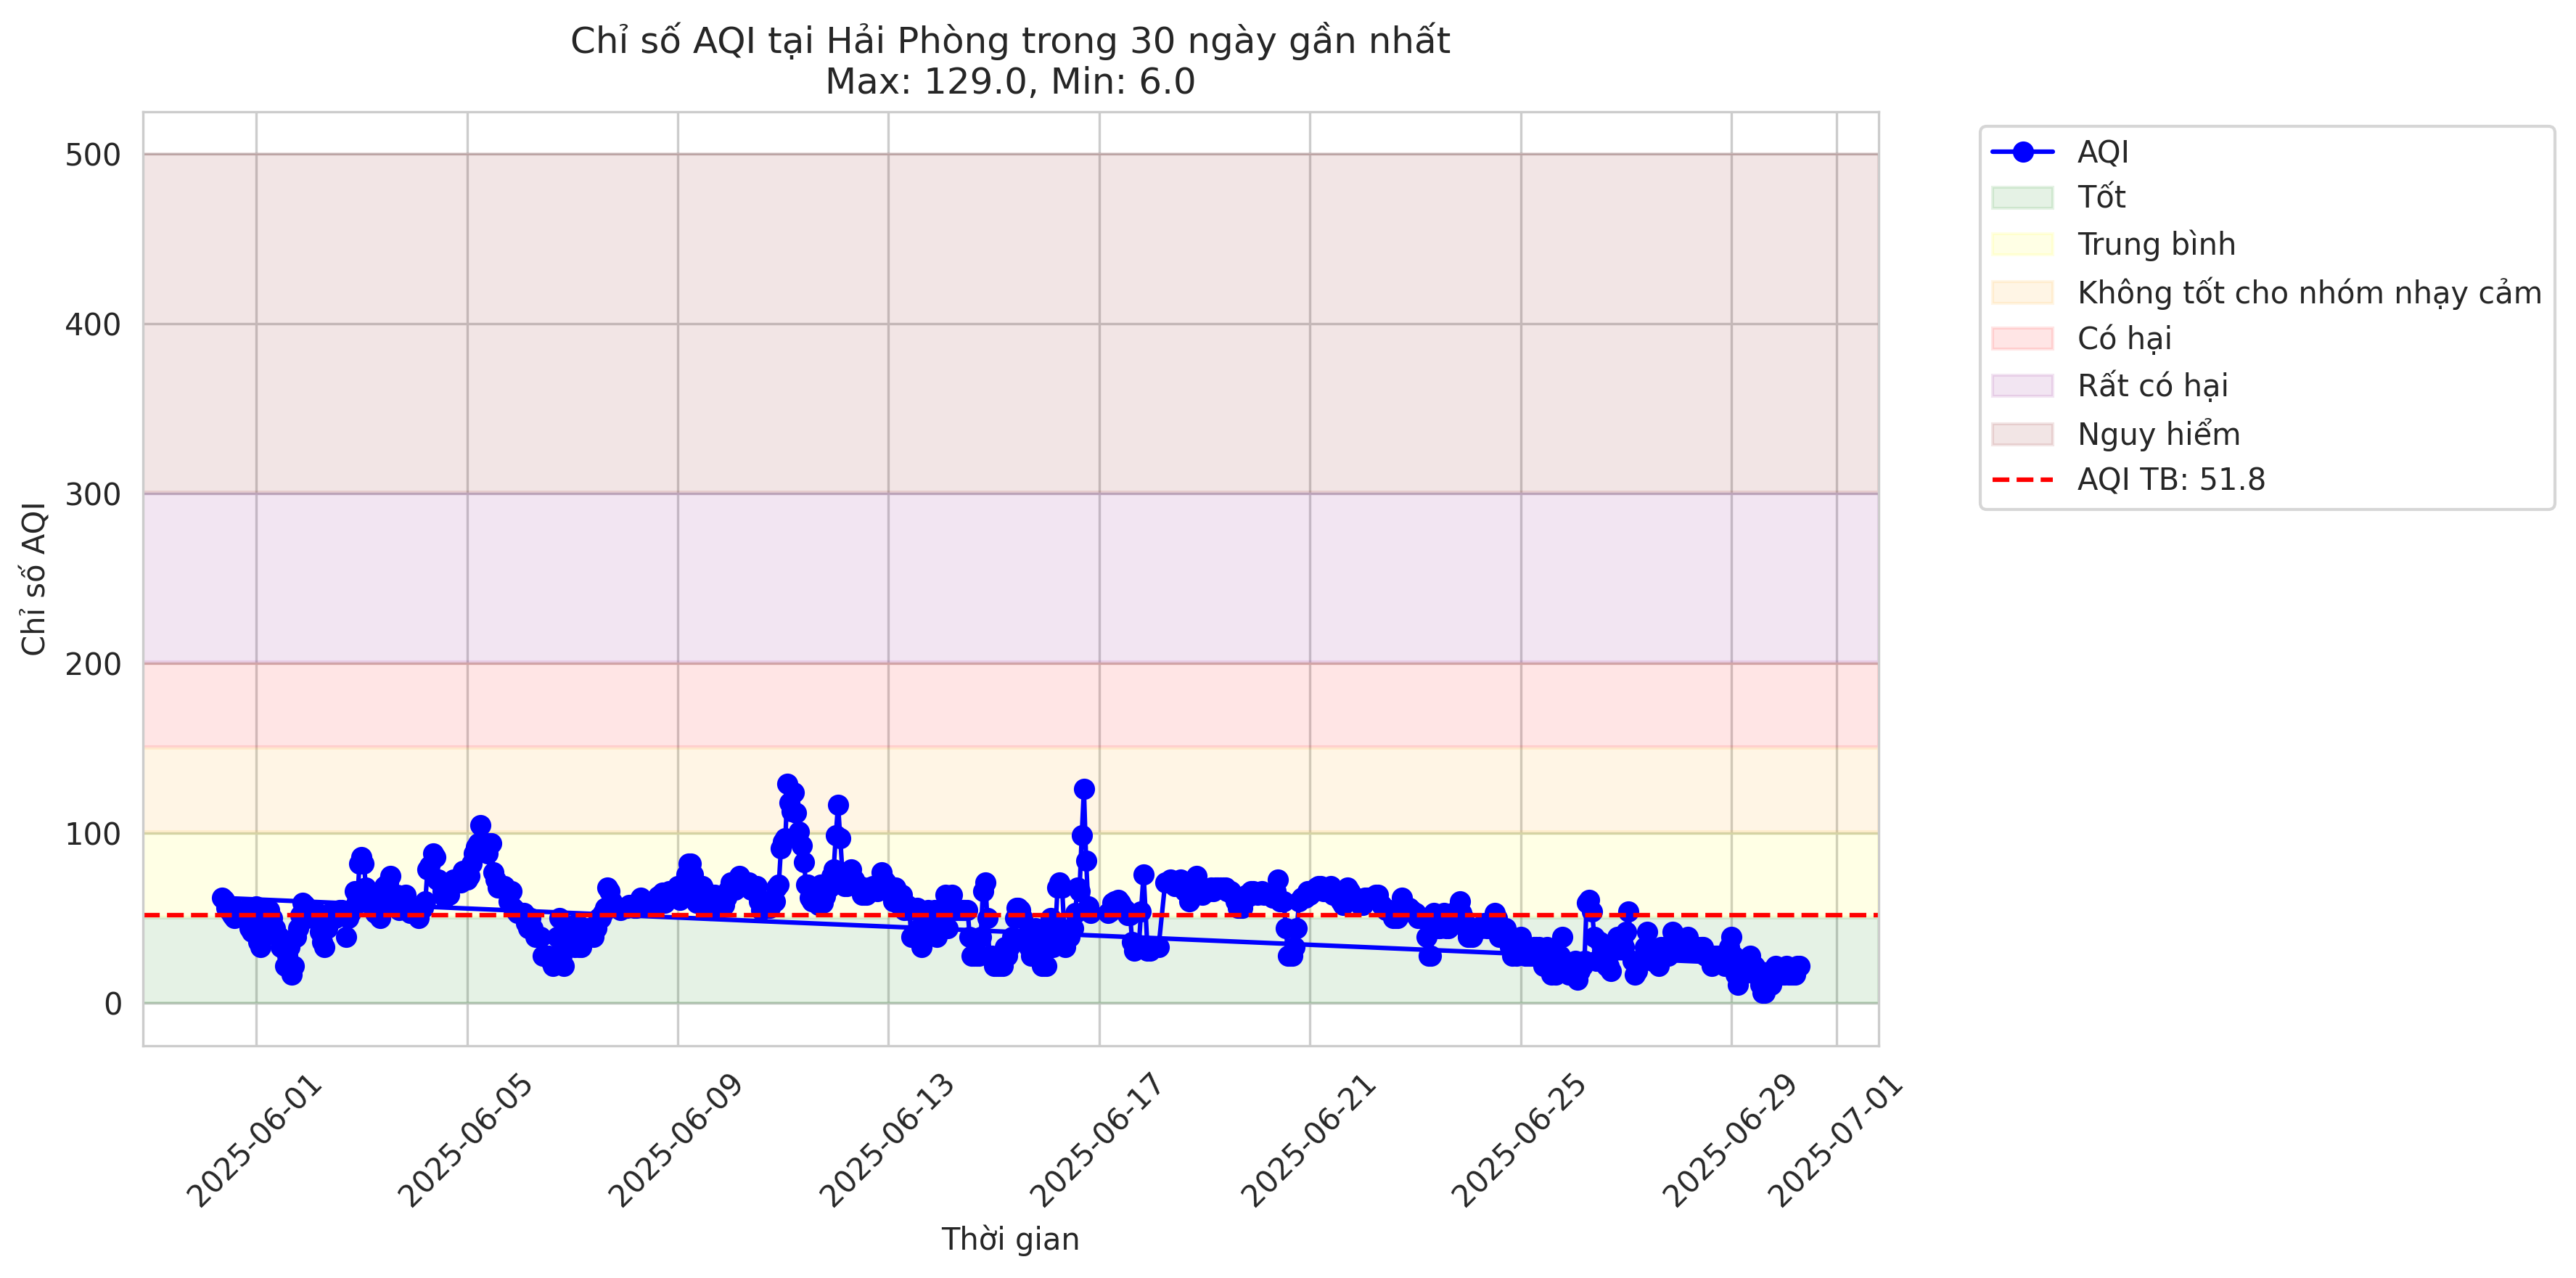 Chỉ số AQI tại Hải Phòng trong 30 ngày gần nhất
Max: 129.0, Min: 6.0
Chỉ số AQI
500
400
300
200
100
0
2025-06-01
2025-06-05
2025-06-09
2025-06-13
2025-06-17
2025-06-21
2025-06-25
2025-06-29
2025-07-01
Thời gian
AQI
Tốt
Trung bình
Không tốt cho nhóm nhạy cảm
Có hại
Rất có hại
Nguy hiểm
AQI TB: 51.8